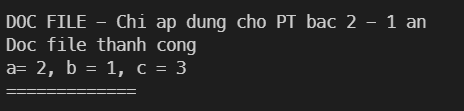 DOC FILE - Chi ap dung cho PT bac 2 - 1 an
Doc file thanh cong
a= 2, b = 1, c = 3
=============